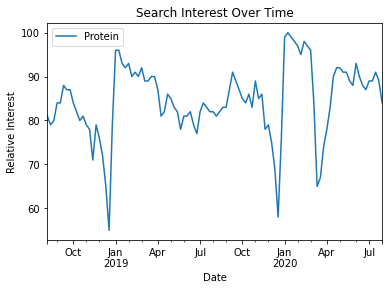 Search Interest Over Time
Protein
Relative Interest
100
90
80
70
60
Oct Jan Apr Jul Oct Jan Apr Jul
2019 2020
Date